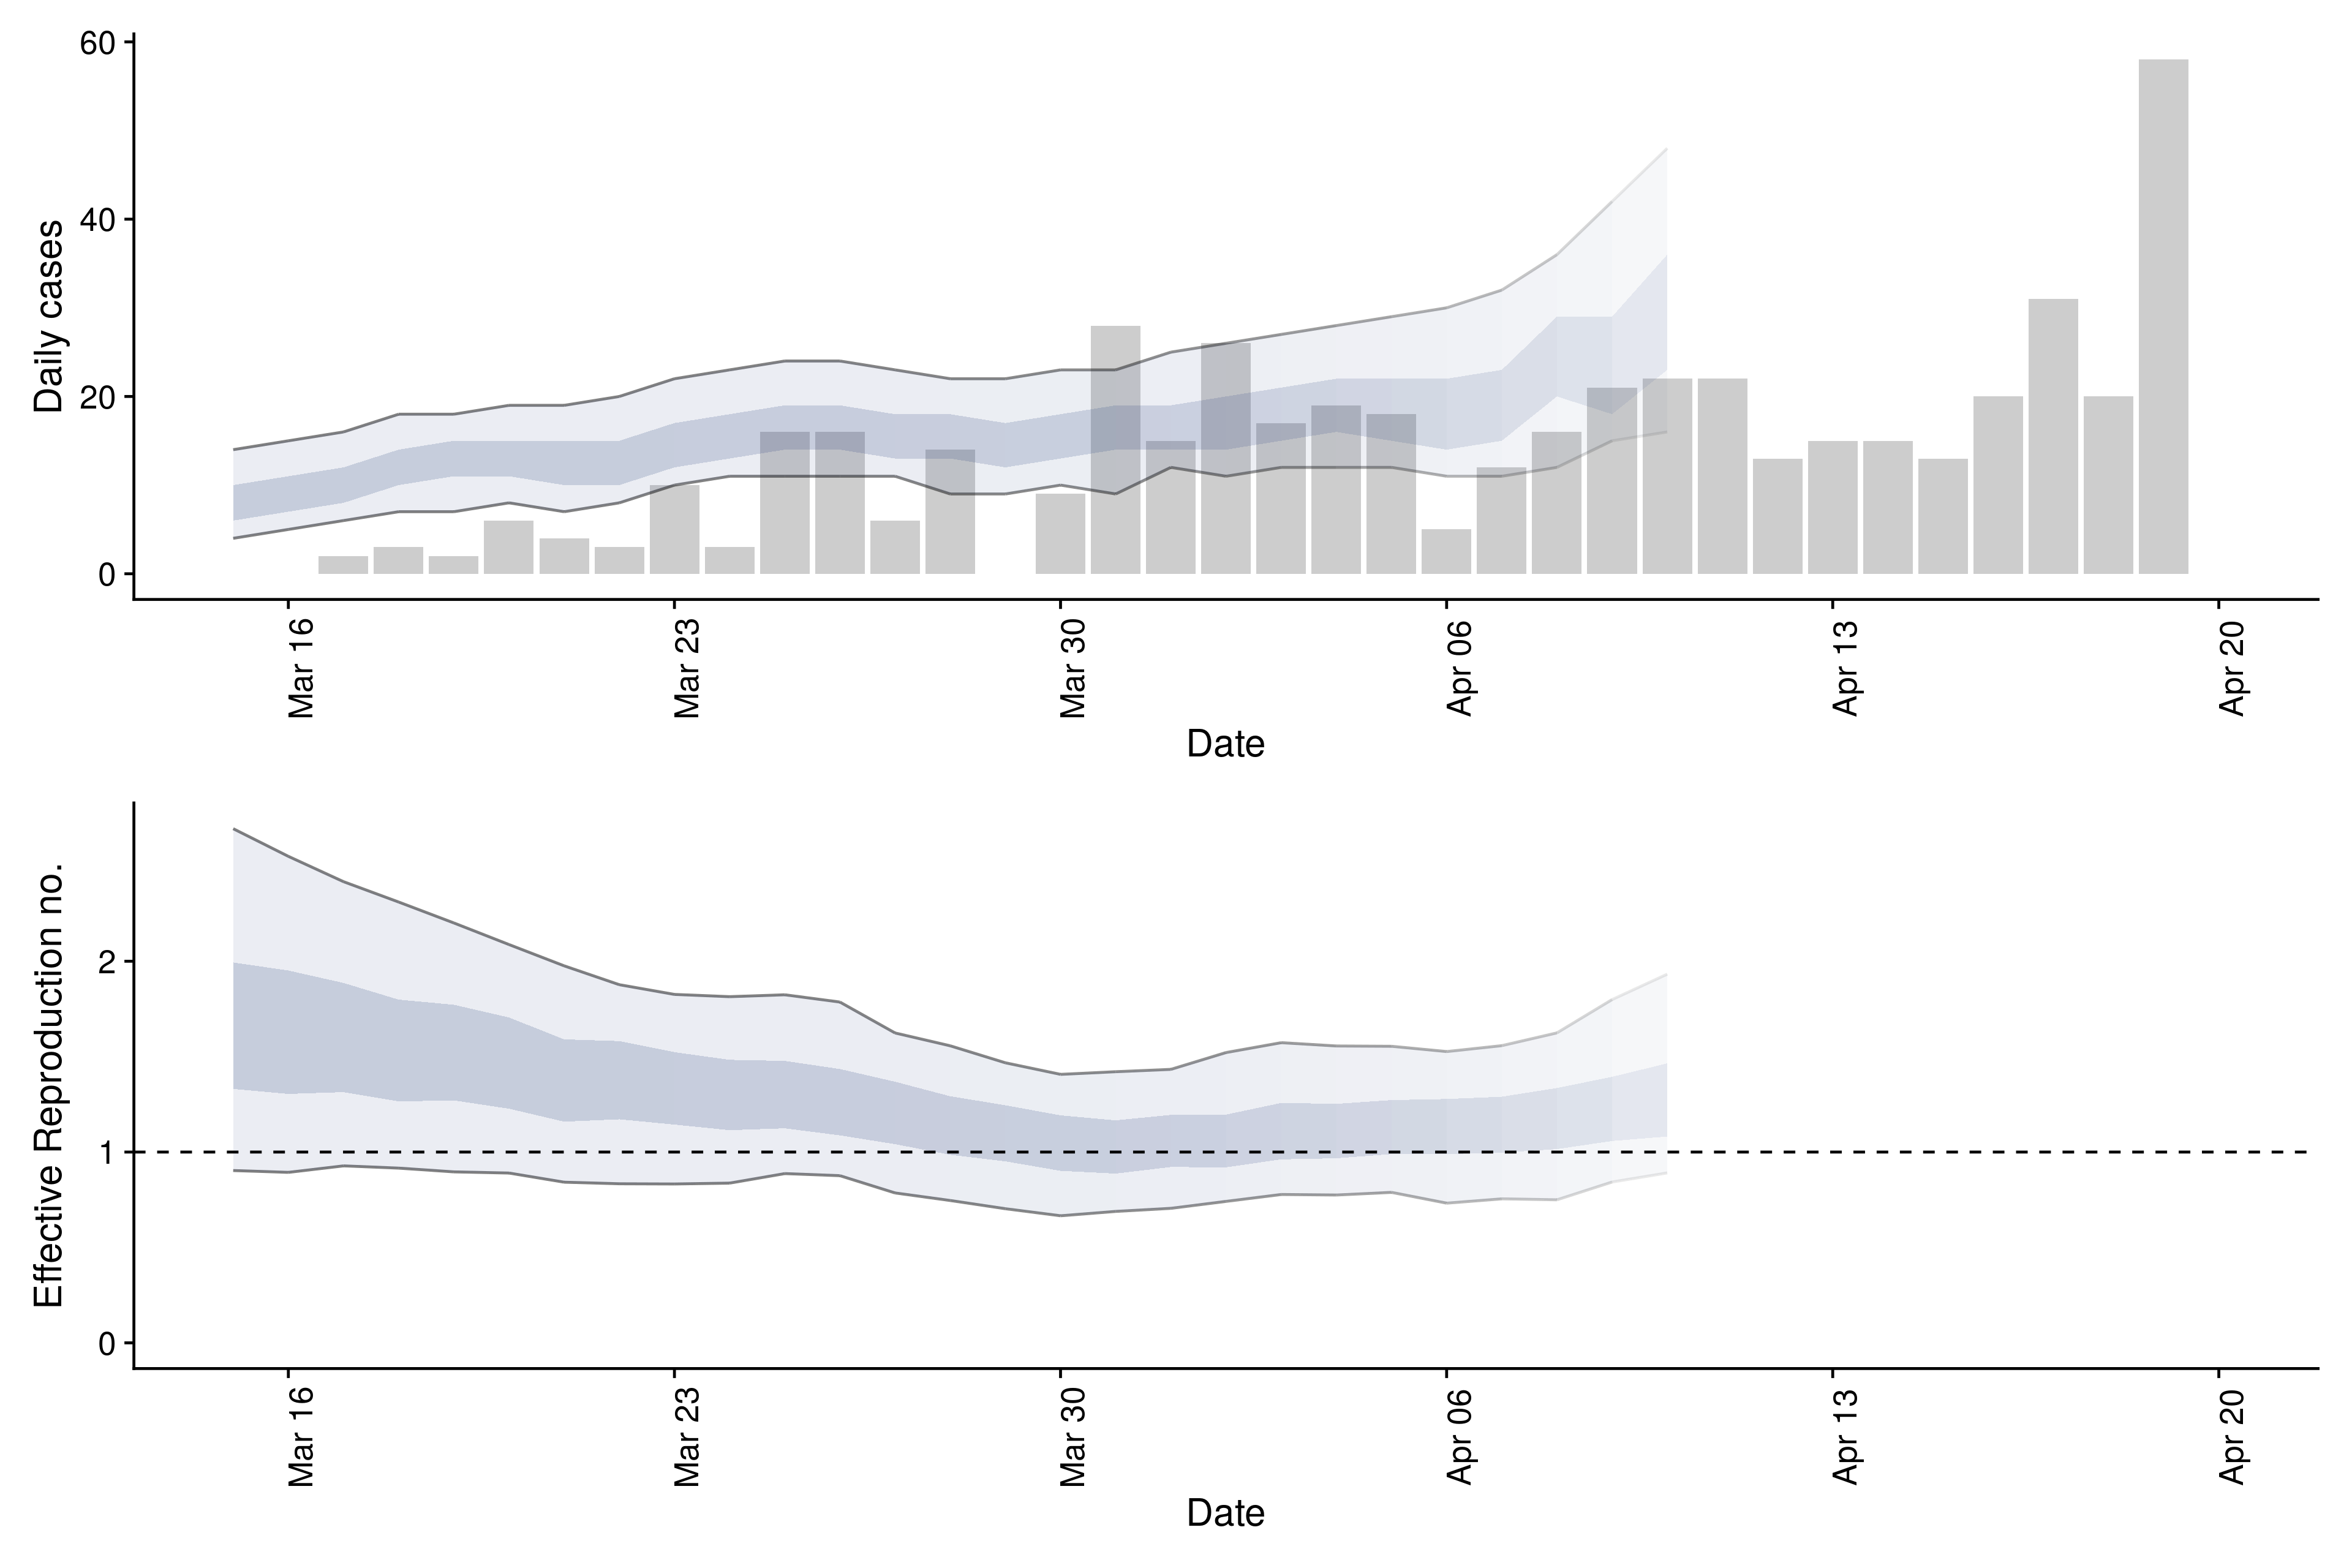 60
40
20
0
Daily cases
Mar 16
Mar 23
Mar 30
Apr 06
Apr 13
Apr 20
Date
2
1
0
Effective Reproduction no.
Mar 16
Mar 23
Mar 30
Apr 06
Apr 13
Apr 20
Date